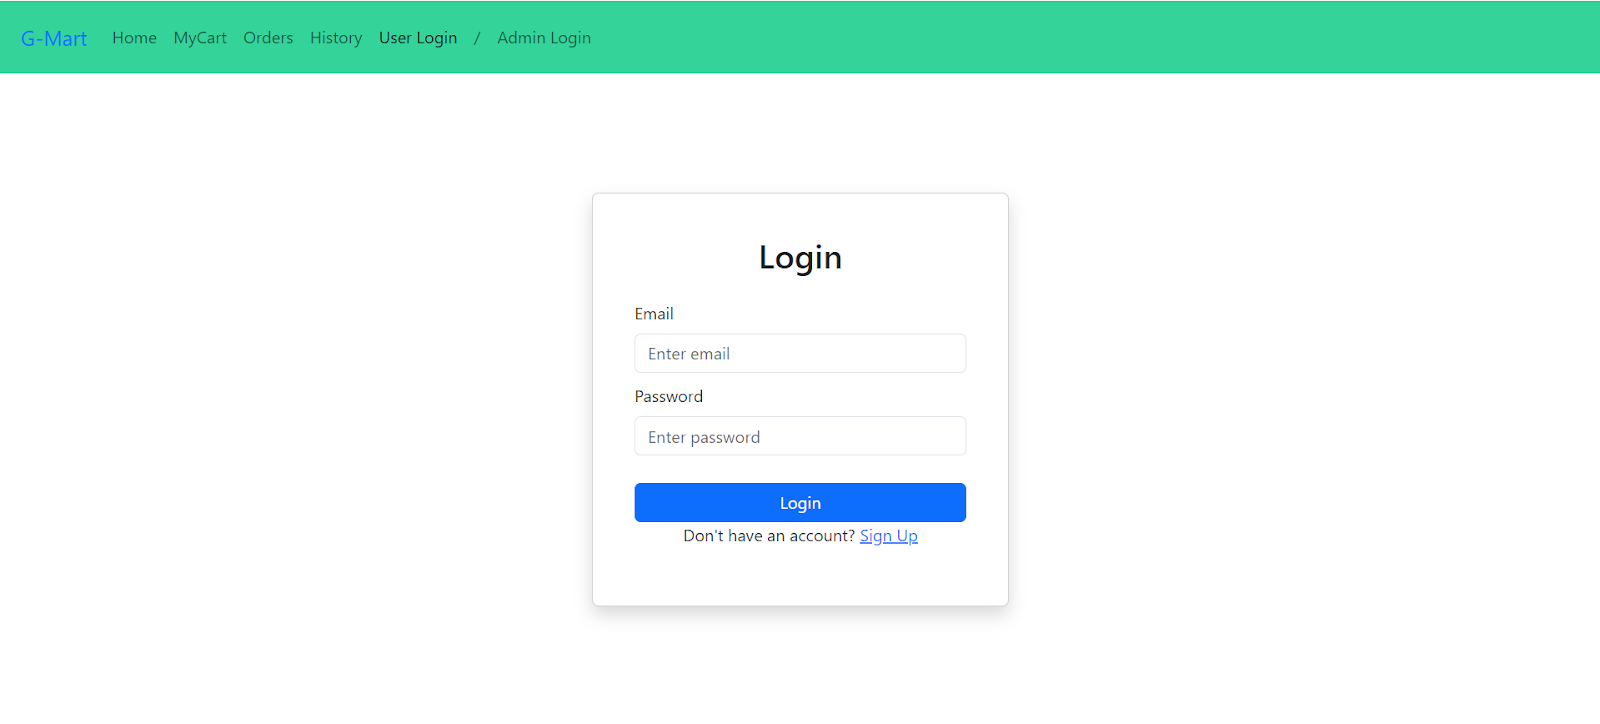 G-Mart Home MyCart Orders History User Login / Admin Login
Login
Email
Enter email
Password
Enter password
Login
Don't have an account? Sign Up